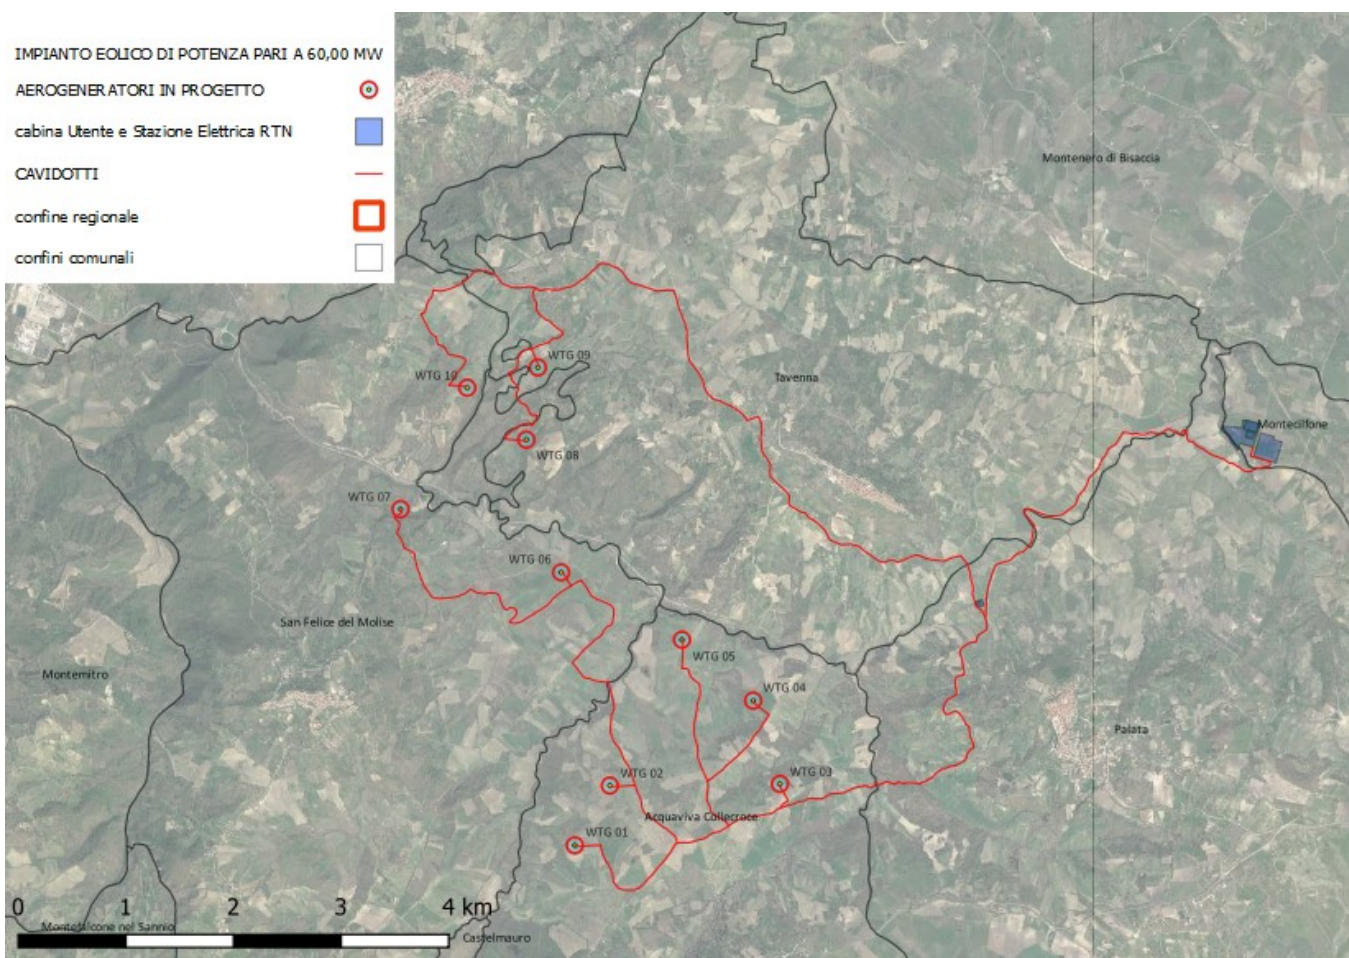 IMPIANTO EOLICO DI POTENZA PARI A 60,00 MW
AEROGENERATORI IN PROGETTO
cabina Utente e Stazione Elettrica RTN
CAVIDOTTI
confine regionale
confini comunali
Montenero di Bisaccia
WTG 09
WTG 10
Tavenna
Montecilfone
WTG 08
WTG 07
WTG 06
San Felice del Molise
WTG 05
Montemitro
WTG 04
Palata
WTG 02
WTG 03
Acquaviva Collecroce
WTG 01
0 1 2 3 4 km
Montefalcone nel Sannio
Castelmauro